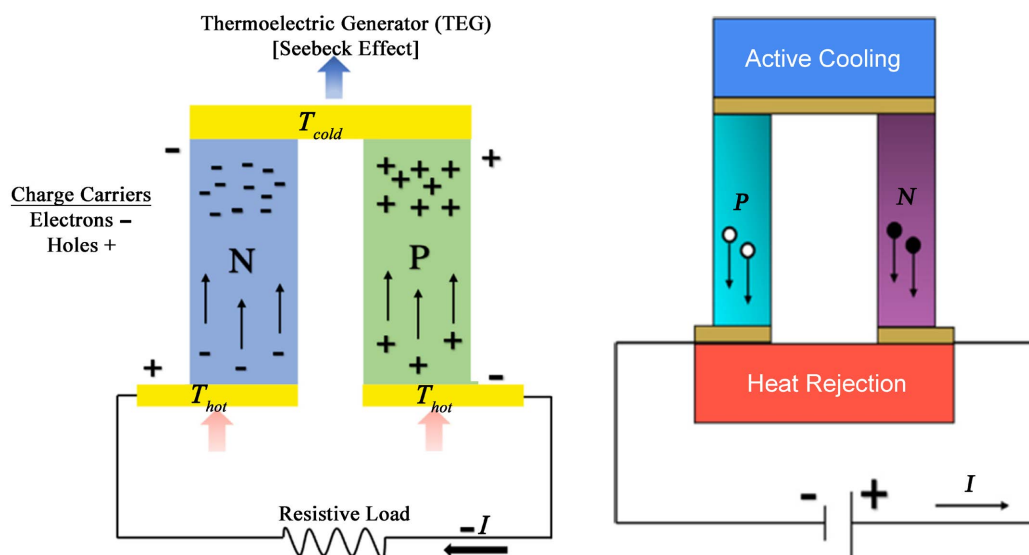 Thermoelectric Generator (TEG)
[Seebeck Effect]
T_cold
Charge Carriers
Electrons –
Holes +
N
P
T_hot
T_hot
Resistive Load
–I
Active Cooling
P
N
Heat Rejection
- +
I